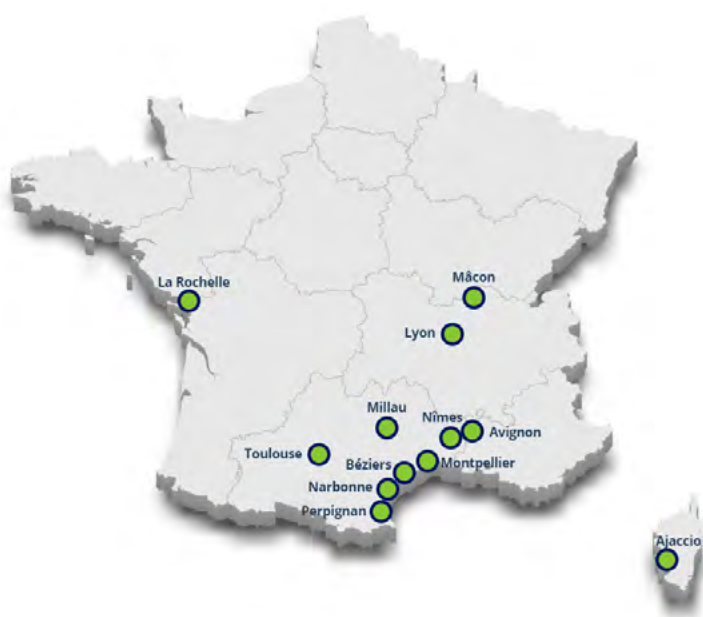 Mâcon
La Rochelle
Lyon
Millau
Nîmes
Avignon
Toulouse
Béziers
Montpellier
Narbonne
Perpignan
Ajaccio